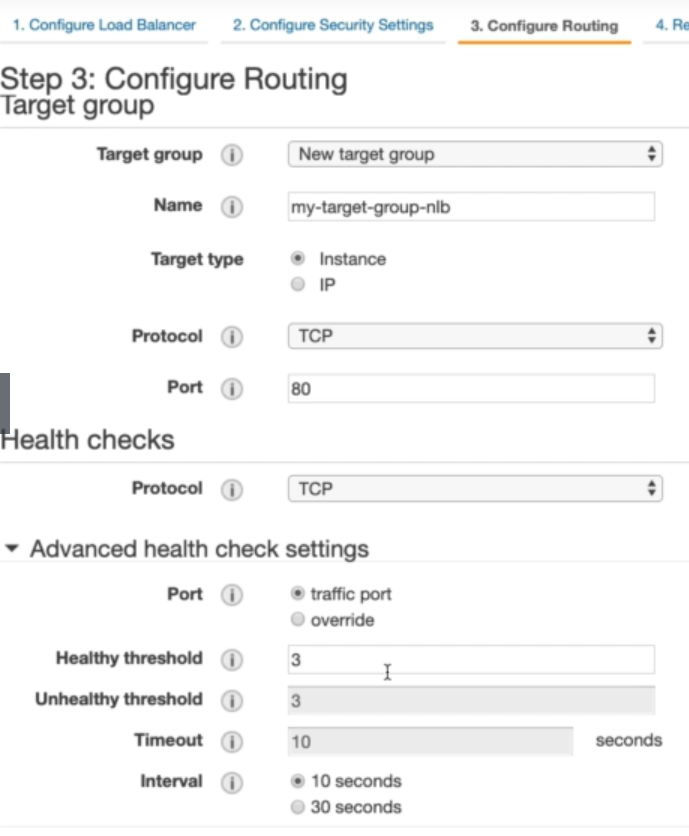 1. Configure Load Balancer 2. Configure Security Settings 3. Configure Routing 4. Re
Step 3: Configure Routing
Target group
Target group i New target group
Name i my-target-group-nlb
Target type Instance
IP
Protocol i TCP
Port i 80
Health checks
Protocol i TCP
Advanced health check settings
Port i traffic port
override
Healthy threshold i 3
Unhealthy threshold i 3
Timeout i 10 seconds
Interval i 10 seconds
30 seconds